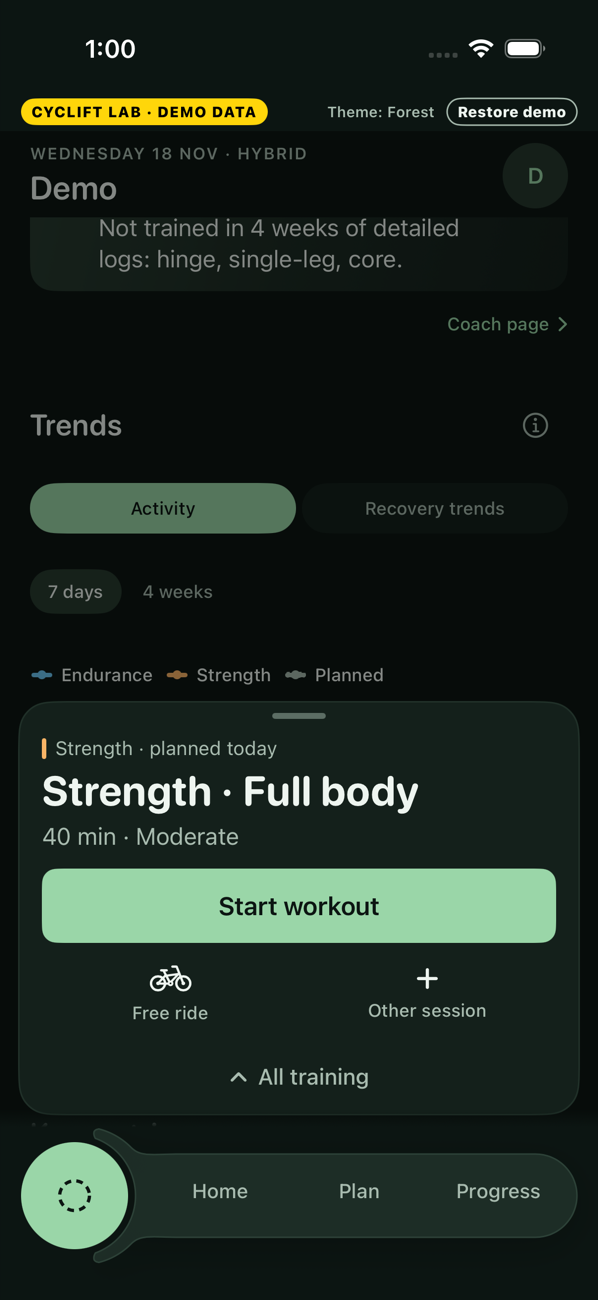 1:00
CYCLIFT LAB · DEMO DATA
Theme: Forest
Restore demo
WEDNESDAY 18 NOV · HYBRID
Demo
D
Not trained in 4 weeks of detailed
logs: hinge, single-leg, core.
Coach page
Trends
Activity
Recovery trends
7 days
4 weeks
Endurance
Strength
Planned
Strength · planned today
Strength · Full body
40 min · Moderate
Start workout
Free ride
Other session
All training
Home
Plan
Progress